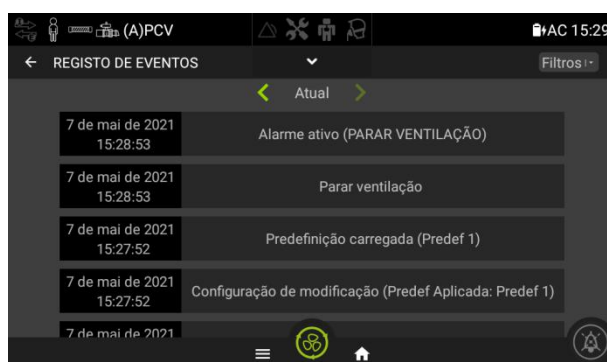 (A)PCV
AC 15:29
REGISTO DE EVENTOS
Filtros
Atual
7 de mai de 2021
15:28:53
Alarme ativo (PARAR VENTILAÇÃO)
7 de mai de 2021
15:28:53
Parar ventilação
7 de mai de 2021
15:27:52
Predefinição carregada (Predef 1)
7 de mai de 2021
15:27:52
Configuração de modificação (Predef Aplicada: Predef 1)
7 de mai de 2021